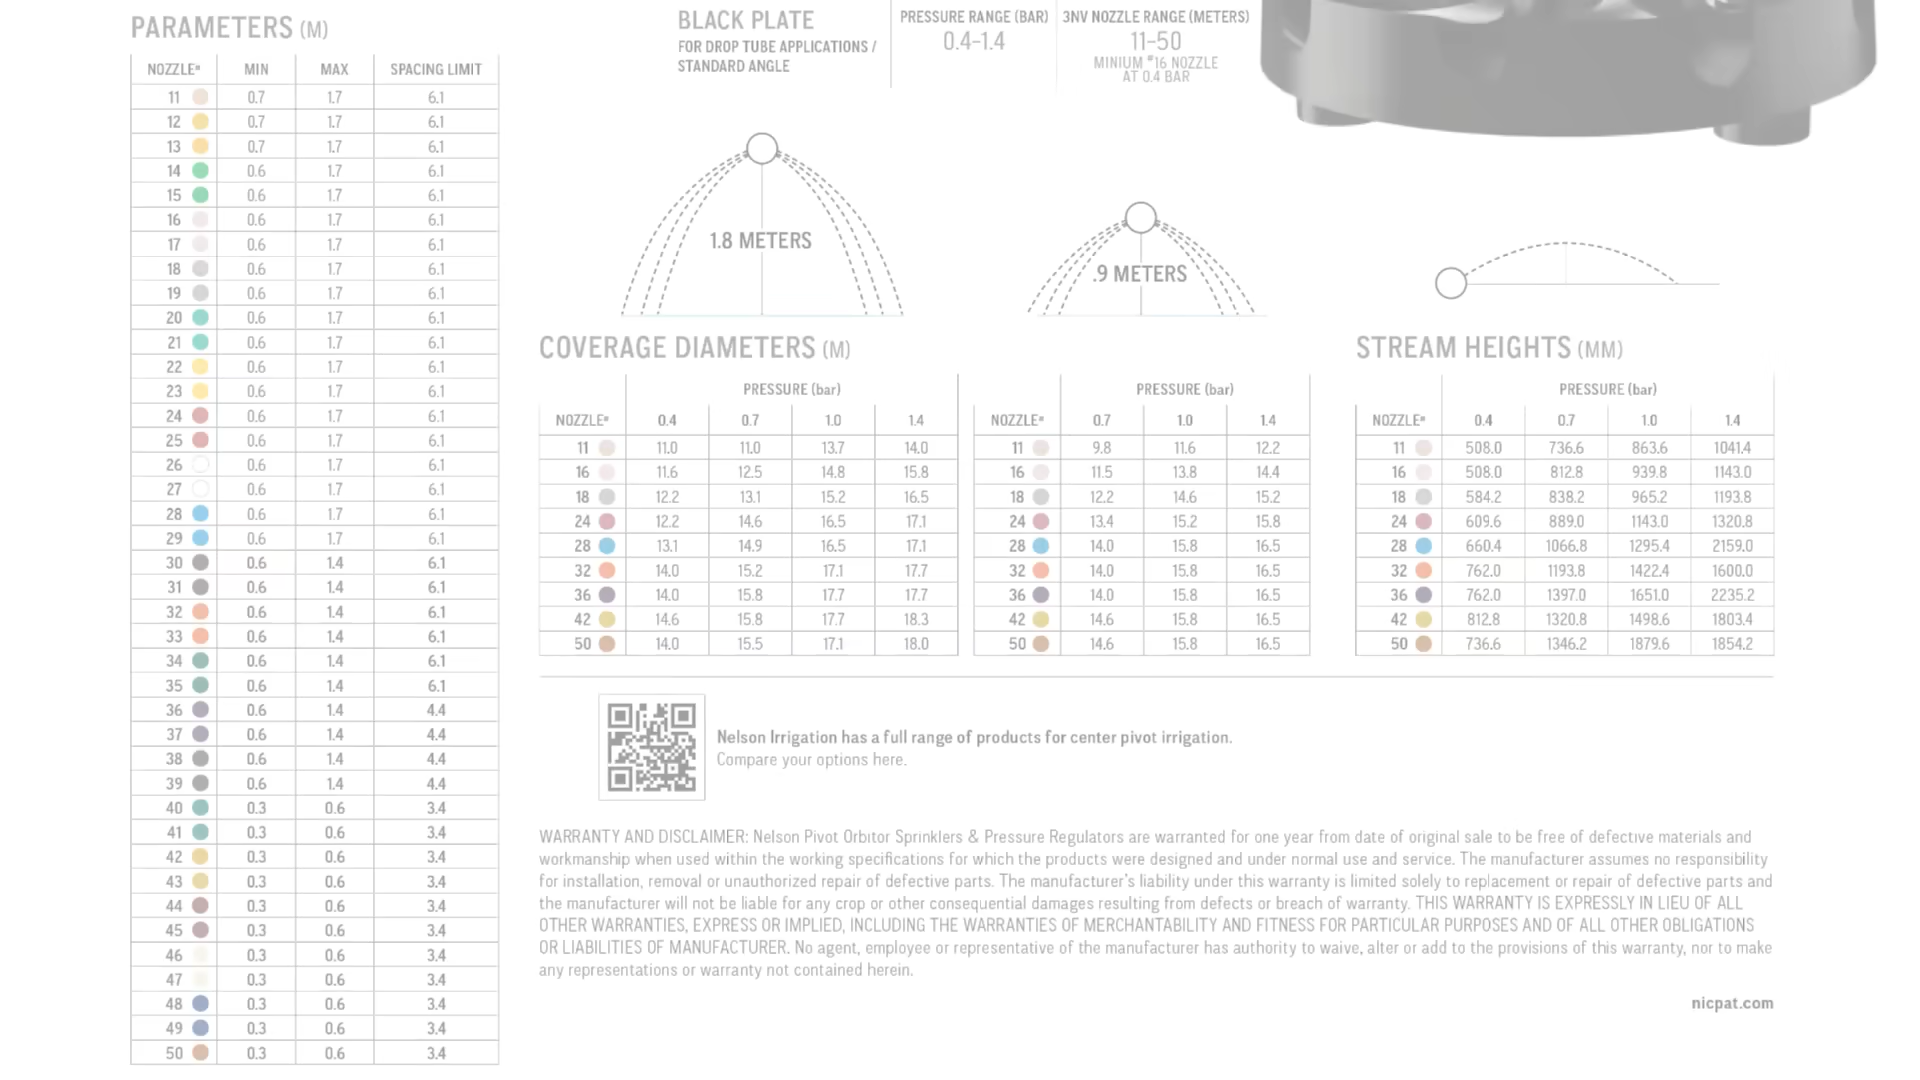 PARAMETERS (M)
NOZZLE# MIN MAX SPACING LIMIT
11 0.7 1.7 6.1
12 0.7 1.7 6.1
13 0.7 1.7 6.1
14 0.6 1.7 6.1
15 0.6 1.7 6.1
16 0.6 1.7 6.1
17 0.6 1.7 6.1
18 0.6 1.7 6.1
19 0.6 1.7 6.1
20 0.6 1.7 6.1
21 0.6 1.7 6.1
22 0.6 1.7 6.1
23 0.6 1.7 6.1
24 0.6 1.7 6.1
25 0.6 1.7 6.1
26 0.6 1.7 6.1
27 0.6 1.7 6.1
28 0.6 1.7 6.1
29 0.6 1.7 6.1
30 0.6 1.4 6.1
31 0.6 1.4 6.1
32 0.6 1.4 6.1
33 0.6 1.4 6.1
34 0.6 1.4 6.1
35 0.6 1.4 6.1
36 0.6 1.4 4.4
37 0.6 1.4 4.4
38 0.6 1.4 4.4
39 0.6 1.4 4.4
40 0.3 0.6 3.4
41 0.3 0.6 3.4
42 0.3 0.6 3.4
43 0.3 0.6 3.4
44 0.3 0.6 3.4
45 0.3 0.6 3.4
46 0.3 0.6 3.4
47 0.3 0.6 3.4
48 0.3 0.6 3.4
49 0.3 0.6 3.4
50 0.3 0.6 3.4
BLACK PLATE
FOR DROP TUBE APPLICATIONS /
STANDARD ANGLE
PRESSURE RANGE (BAR)
0.4–1.4
3NV NOZZLE RANGE (METERS)
11–50
MINIUM #16 NOZZLE
AT 0.4 BAR
1.8 METERS
.9 METERS
COVERAGE DIAMETERS (M)
PRESSURE (bar)
NOZZLE# 0.4 0.7 1.0 1.4
11 11.0 11.0 13.7 14.0
16 11.6 12.5 14.8 15.8
18 12.2 13.1 15.2 16.5
24 12.2 14.6 16.5 17.1
28 13.1 14.9 16.5 17.1
32 14.0 15.2 17.1 17.7
36 14.0 15.8 17.7 17.7
42 14.6 15.8 17.7 18.3
50 14.0 15.5 17.1 18.0
PRESSURE (bar)
NOZZLE# 0.7 1.0 1.4
11 9.8 11.6 12.2
16 11.5 13.8 14.4
18 12.2 14.6 15.2
24 13.4 15.2 15.8
28 14.0 15.8 16.5
32 14.0 15.8 16.5
36 14.0 15.8 16.5
42 14.6 15.8 16.5
50 14.6 15.8 16.5
STREAM HEIGHTS (MM)
PRESSURE (bar)
NOZZLE# 0.4 0.7 1.0 1.4
11 508.0 736.6 863.6 1041.4
16 508.0 812.8 939.8 1143.0
18 584.2 838.2 965.2 1193.8
24 609.6 889.0 1143.0 1320.8
28 660.4 1066.8 1295.4 2159.0
32 762.0 1193.8 1422.4 1600.0
36 762.0 1397.0 1651.0 2235.2
42 812.8 1320.8 1498.6 1803.4
50 736.6 1346.2 1879.6 1854.2
Nelson Irrigation has a full range of products for center pivot irrigation.
Compare your options here.
WARRANTY AND DISCLAIMER: Nelson Pivot Orbitor Sprinklers & Pressure Regulators are warranted for one year from date of original sale to be free of defective materials and
workmanship when used within the working specifications for which the products were designed and under normal use and service. The manufacturer assumes no responsibility
for installation, removal or unauthorized repair of defective parts. The manufacturer's liability under this warranty is limited solely to replacement or repair of defective parts and
the manufacturer will not be liable for any crop or other consequential damages resulting from defects or breach of warranty. THIS WARRANTY IS EXPRESSLY IN LIEU OF ALL
OTHER WARRANTIES, EXPRESS OR IMPLIED, INCLUDING THE WARRANTIES OF MERCHANTABILITY AND FITNESS FOR PARTICULAR PURPOSES AND OF ALL OTHER OBLIGATIONS
OR LIABILITIES OF MANUFACTURER. No agent, employee or representative of the manufacturer has authority to waive, alter or add to the provisions of this warranty, nor to make
any representations or warranty not contained herein.
nicpat.com